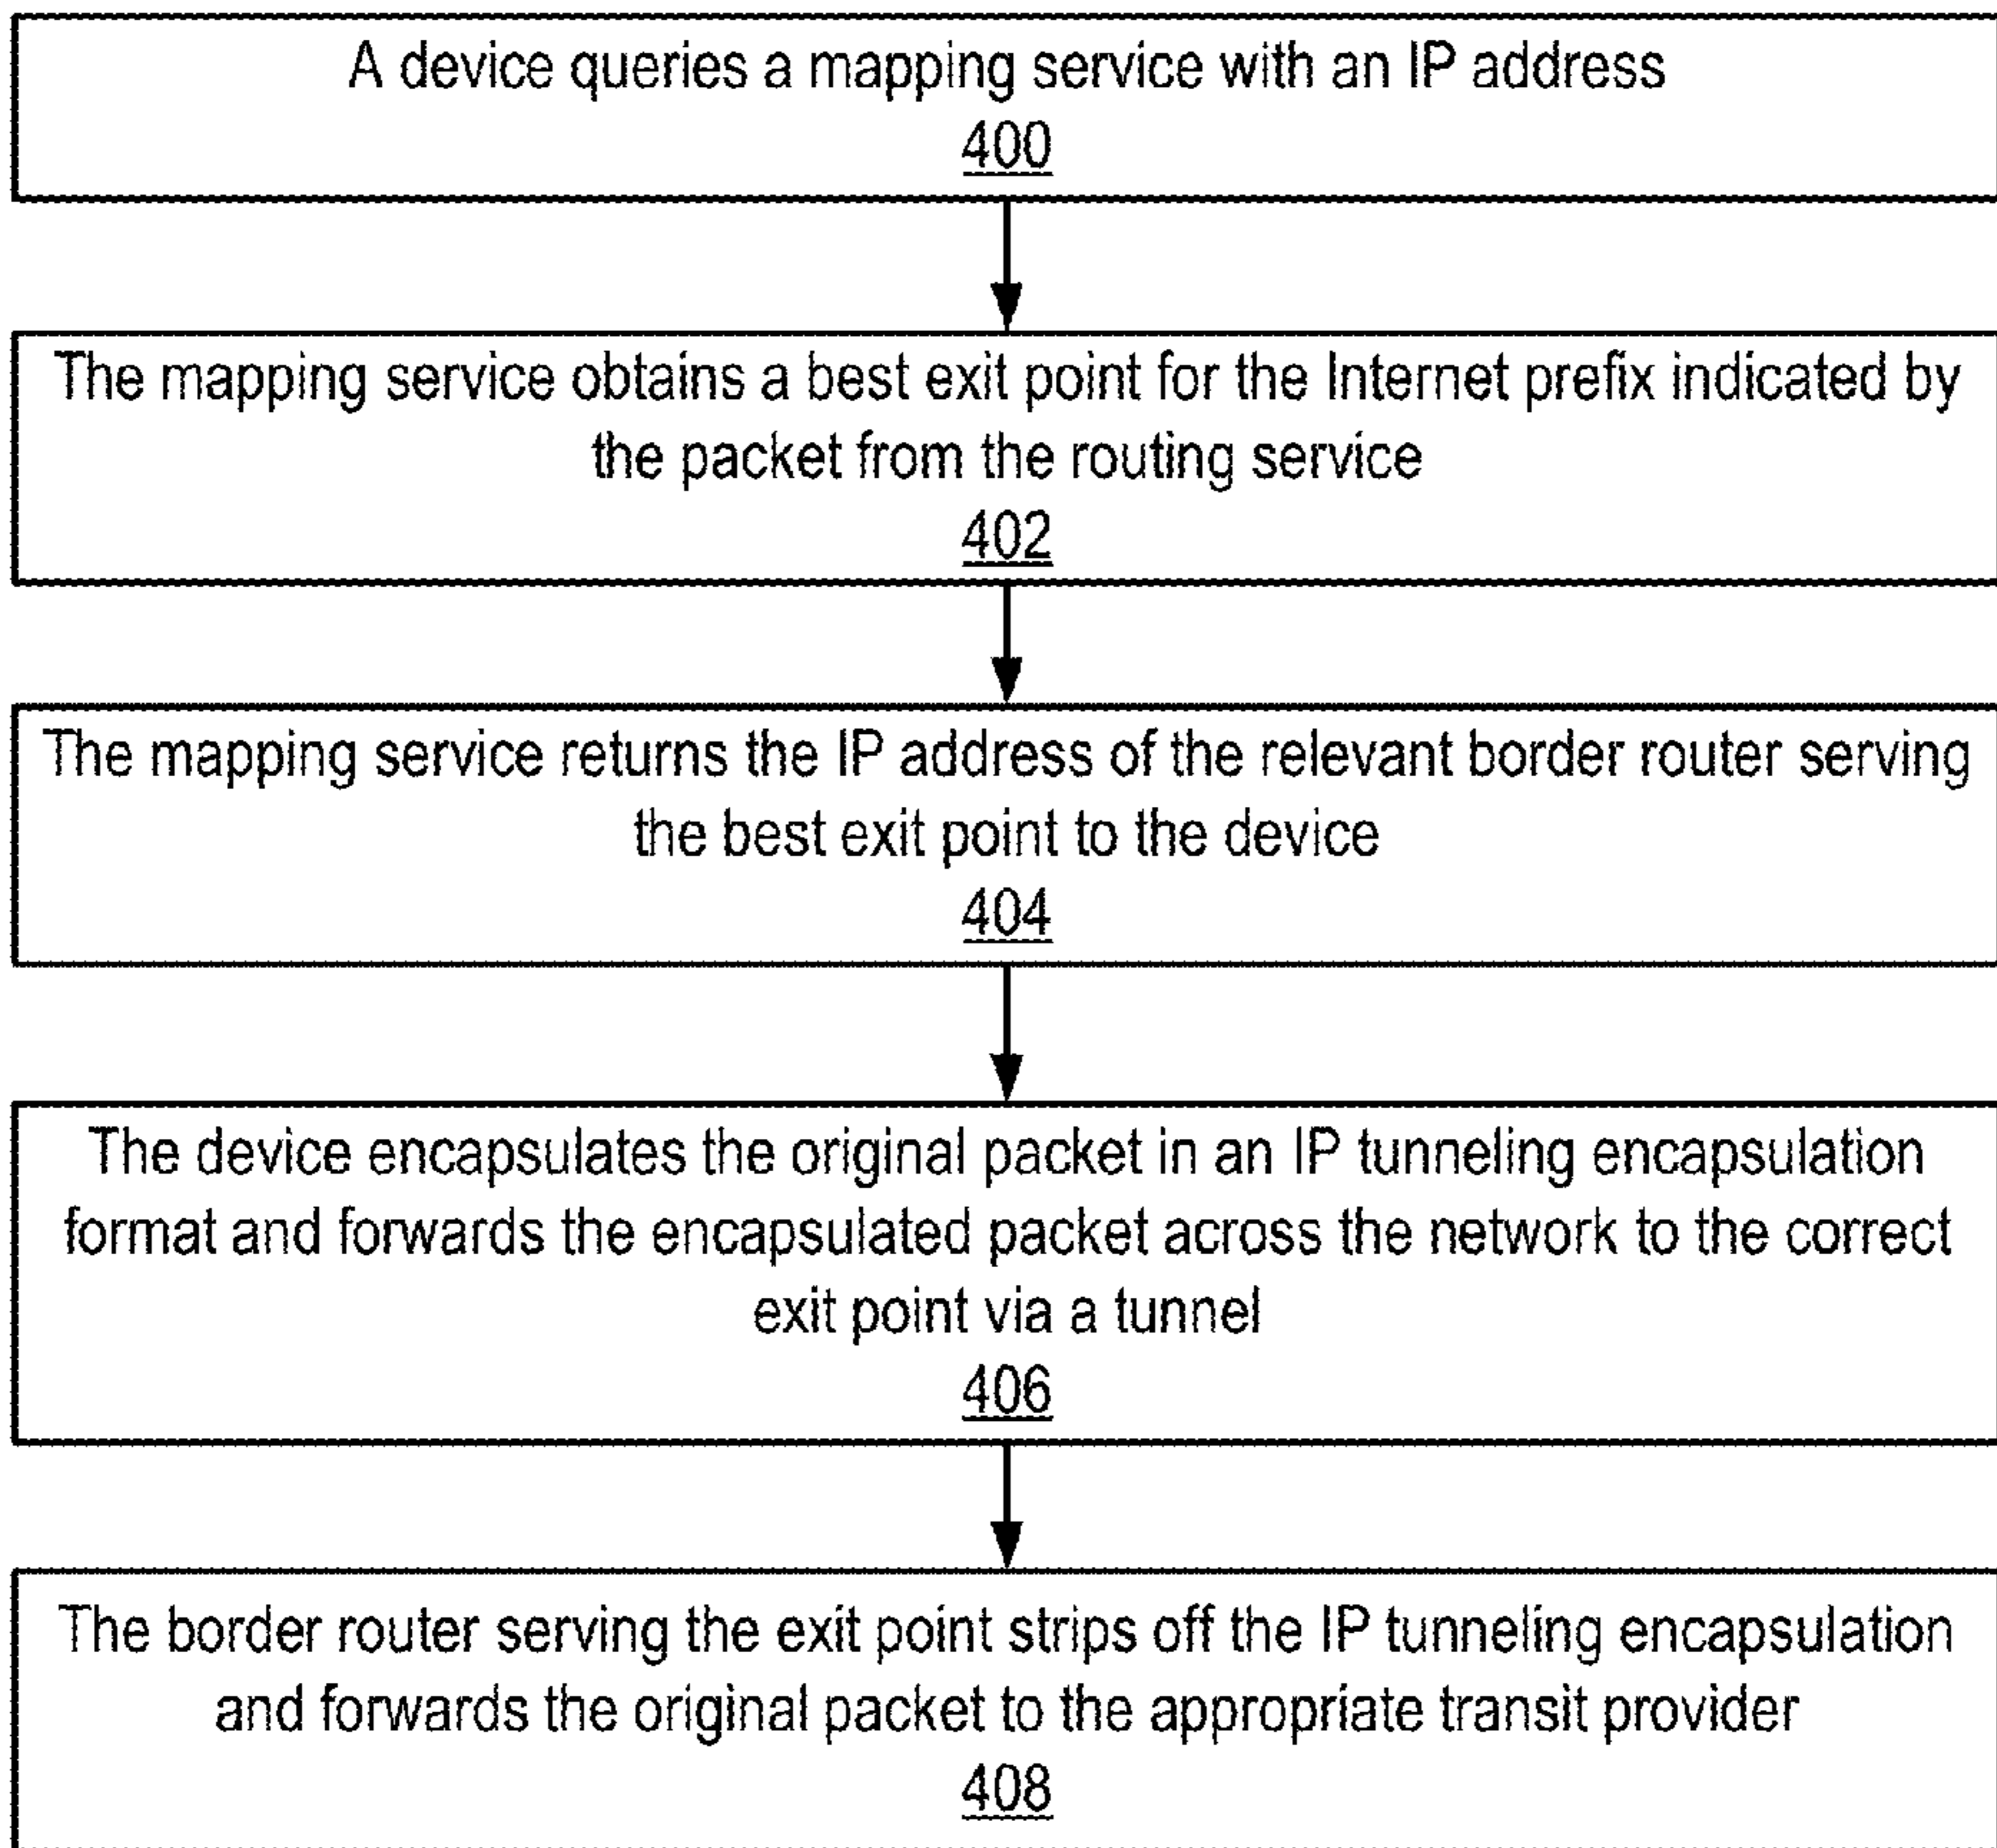 A device queries a mapping service with an IP address
400
The mapping service obtains a best exit point for the Internet prefix indicated by
the packet from the routing service
402
The mapping service returns the IP address of the relevant border router serving
the best exit point to the device
404
The device encapsulates the original packet in an IP tunneling encapsulation
format and forwards the encapsulated packet across the network to the correct
exit point via a tunnel
406
The border router serving the exit point strips off the IP tunneling encapsulation
and forwards the original packet to the appropriate transit provider
408